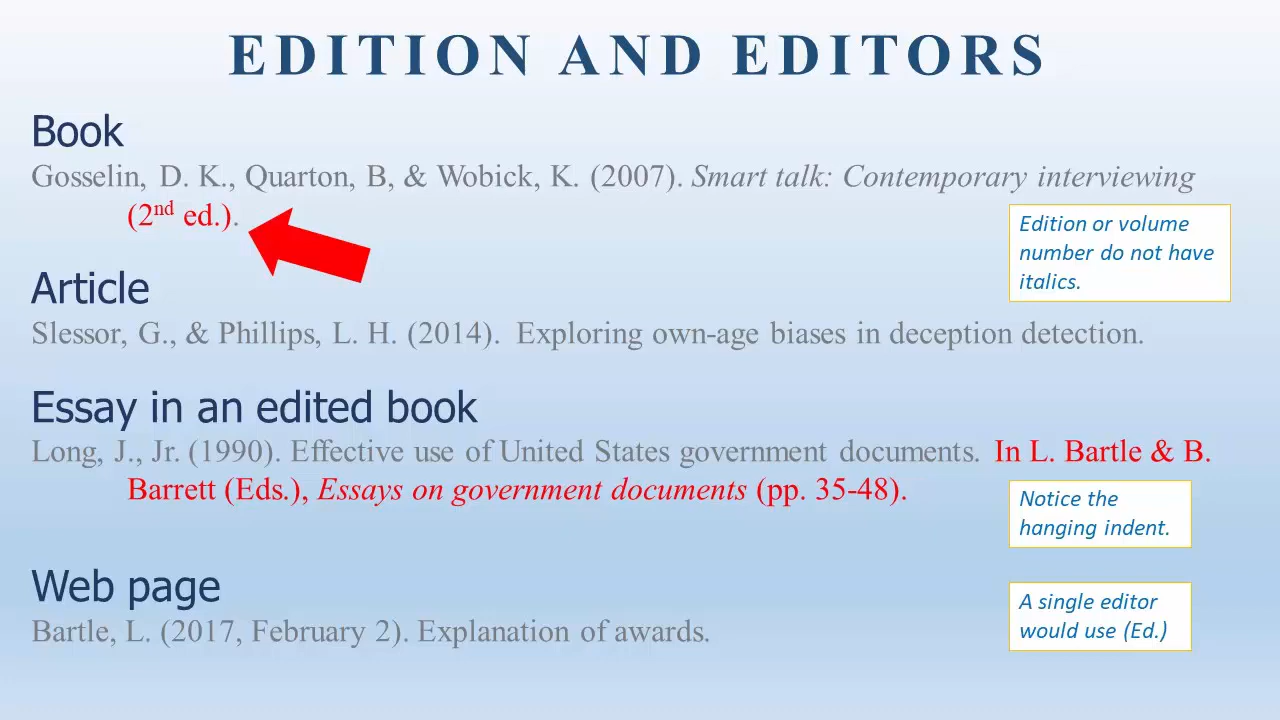 EDITION AND EDITORS
Book
Gosselin, D. K., Quarton, B, & Wobick, K. (2007). Smart talk: Contemporary interviewing
(2nd ed.).
Edition or volume
number do not have
italics.
Article
Slessor, G., & Phillips, L. H. (2014). Exploring own-age biases in deception detection.
Essay in an edited book
Long, J., Jr. (1990). Effective use of United States government documents. In L. Bartle & B.
Barrett (Eds.), Essays on government documents (pp. 35-48).
Notice the
hanging indent.
Web page
Bartle, L. (2017, February 2). Explanation of awards.
A single editor
would use (Ed.)